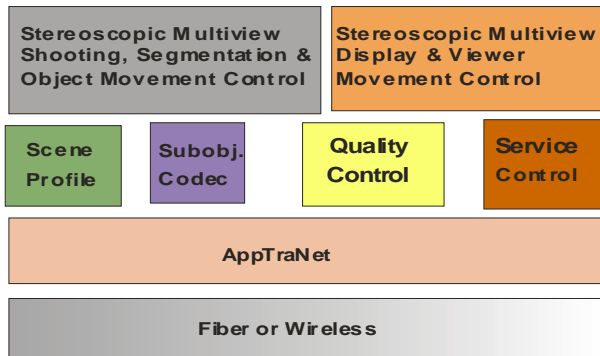 Stereoscopic Multiview
Shooting, Segmentation &
Object Movement Control
Stereoscopic Multiview
Display & Viewer
Movement Control
Scene
Profile
Subobj.
Codec
Quality
Control
Service
Control
AppTraNet
Fiber or Wireless